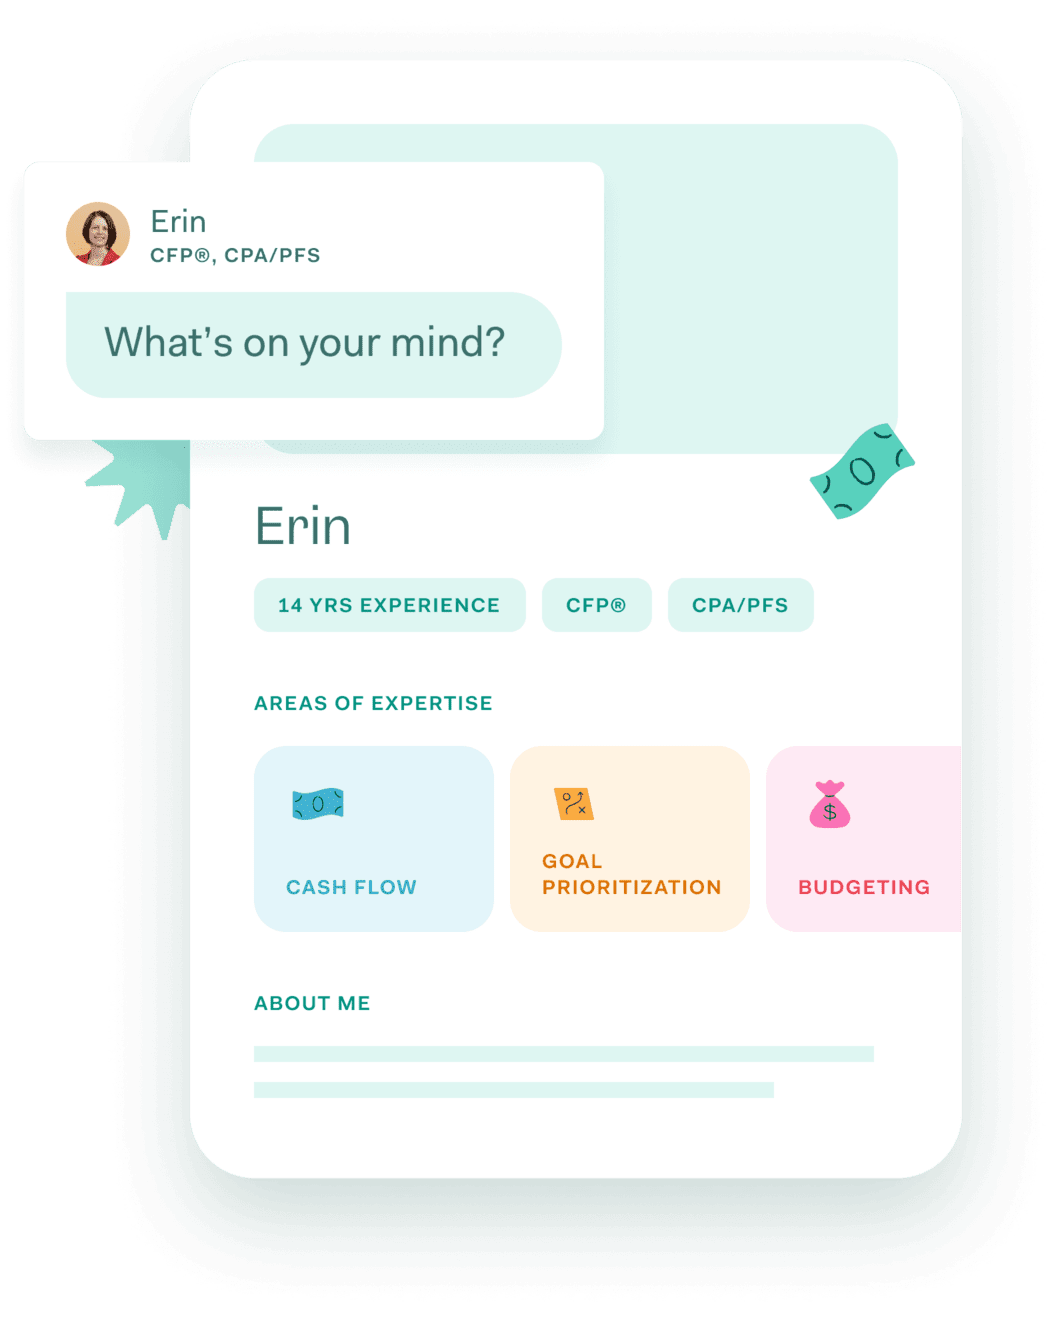 Erin
CFP®, CPA/PFS
What’s on your mind?
Erin
14 YRS EXPERIENCE
CFP®
CPA/PFS
AREAS OF EXPERTISE
CASH FLOW
GOAL
PRIORITIZATION
$
BUDGETING
ABOUT ME